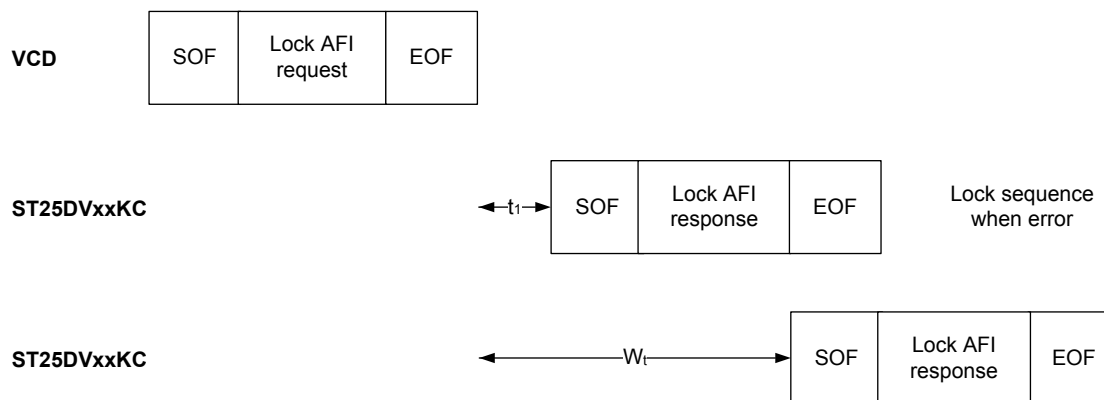 VCD
SOF
Lock AFI
request
EOF
ST25DVxxKC
t₁
SOF
Lock AFI
response
EOF
Lock sequence
when error
ST25DVxxKC
Wₜ
SOF
Lock AFI
response
EOF